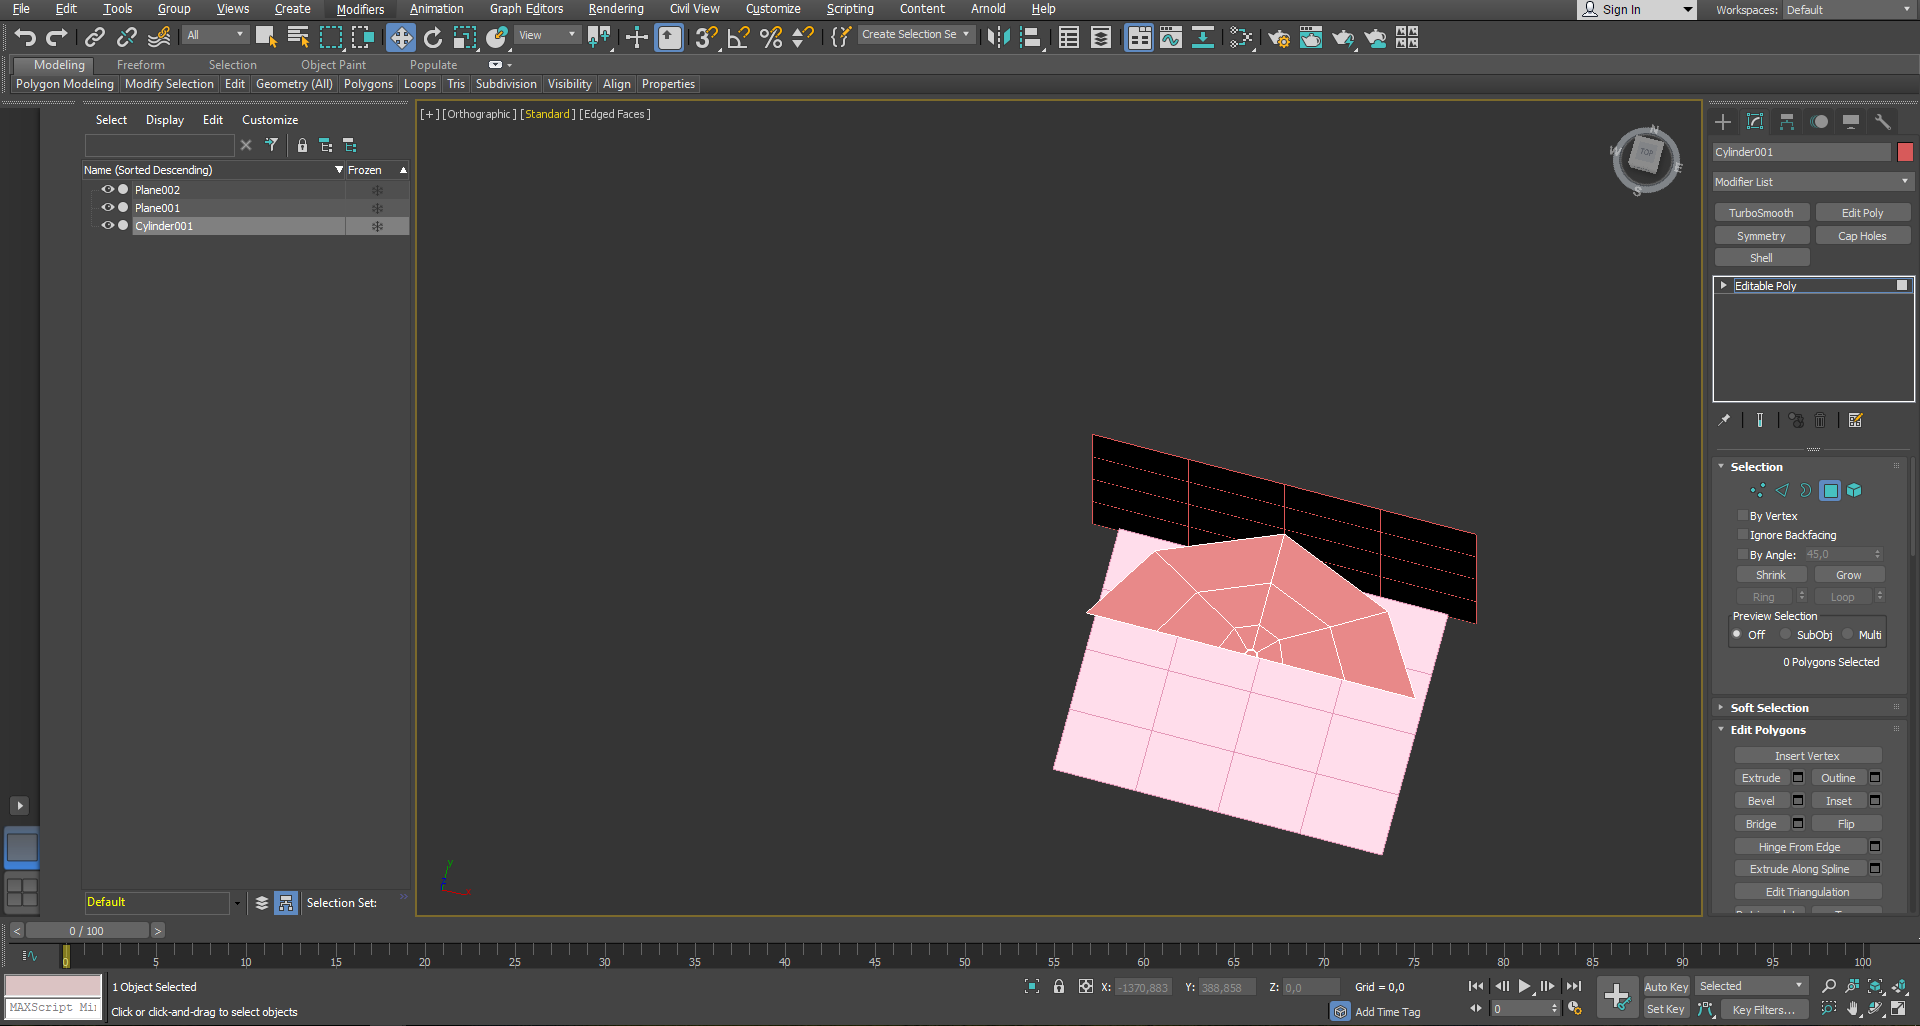 File Edit Tools Group Views Create Modifiers Animation Graph Editors Rendering Civil View Customize Scripting Content Arnold Help Sign In Workspaces: Default
All View 3 Create Selection Se
Modeling Freeform Selection Object Paint Populate
Polygon Modeling Modify Selection Edit Geometry (All) Polygons Loops Tris Subdivision Visibility Align Properties
Select Display Edit Customize
Name (Sorted Descending) Frozen
Plane002
Plane001
Cylinder001
[+] [Orthographic ] [Standard ] [Edged Faces ]
N
W TOP E
S
y
Cylinder001
Modifier List
TurboSmooth Edit Poly
Symmetry Cap Holes
Shell
Editable Poly
Selection
By Vertex
Ignore Backfacing
By Angle: 45,0
Shrink Grow
Ring Loop
Preview Selection
Off SubObj Multi
0 Polygons Selected
Soft Selection
Edit Polygons
Insert Vertex
Extrude Outline
Bevel Inset
Bridge Flip
Hinge From Edge
Extrude Along Spline
Edit Triangulation
Default Selection Set:
< 0 / 100 >
0 5 10 15 20 25 30 35 40 45 50 55 60 65 70 75 80 85 90 95 100
1 Object Selected X: -1370,883 Y: 388,858 Z: 0,0 Grid = 0,0 Auto Key Selected
MAXScript Mi
Click or click-and-drag to select objects Add Time Tag 0 Set Key Key Filters...